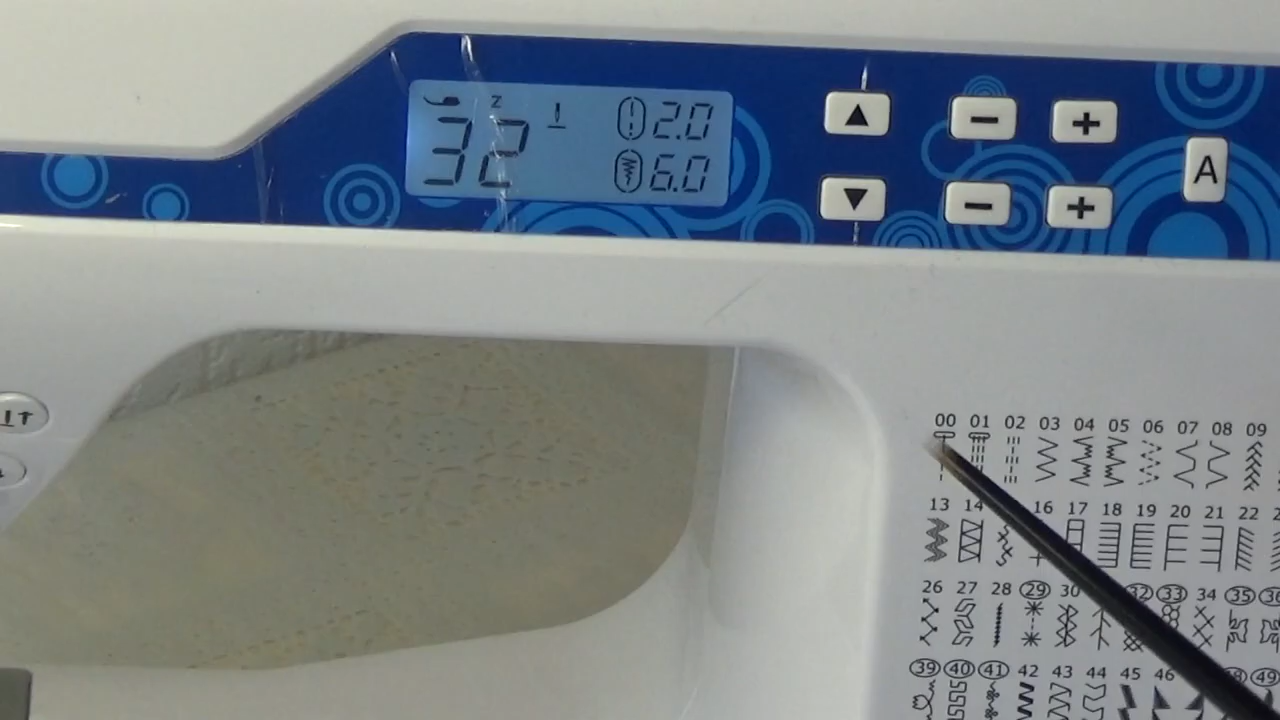 Z
32 2.0
6.0
▲ − + A
▼ − +
00 01 02 03 04 05 06 07 08 09
13 14 16 17 18 19 20 21 22
26 27 28 29 30 32 33 34 35
39 40 41 42 43 44 45 46 49